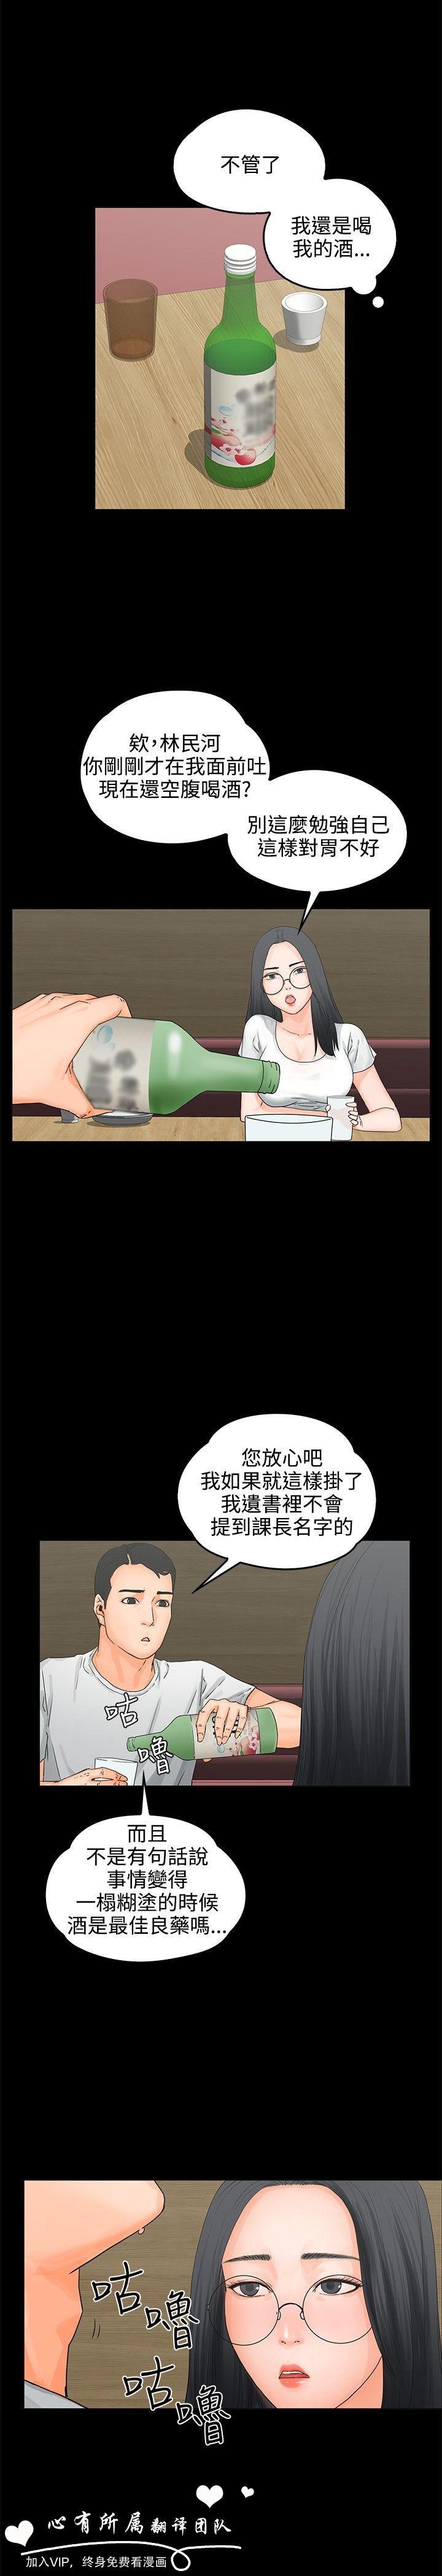 不管了
我還是喝
我的酒...
欸,林民河
你剛剛才在我面前吐
現在還空腹喝酒?
別這麼勉強自己
這樣對胃不好
您放心吧
我如果就這樣掛了
我遺書裡不會
提到課長名字的
咕
嚕
而且
不是有句話說
事情變得
一榻糊塗的時候
酒是最佳良藥嗎...
咕
嚕
咕
嚕
心有所属翻译团队
加入VIP，终身免费看漫画